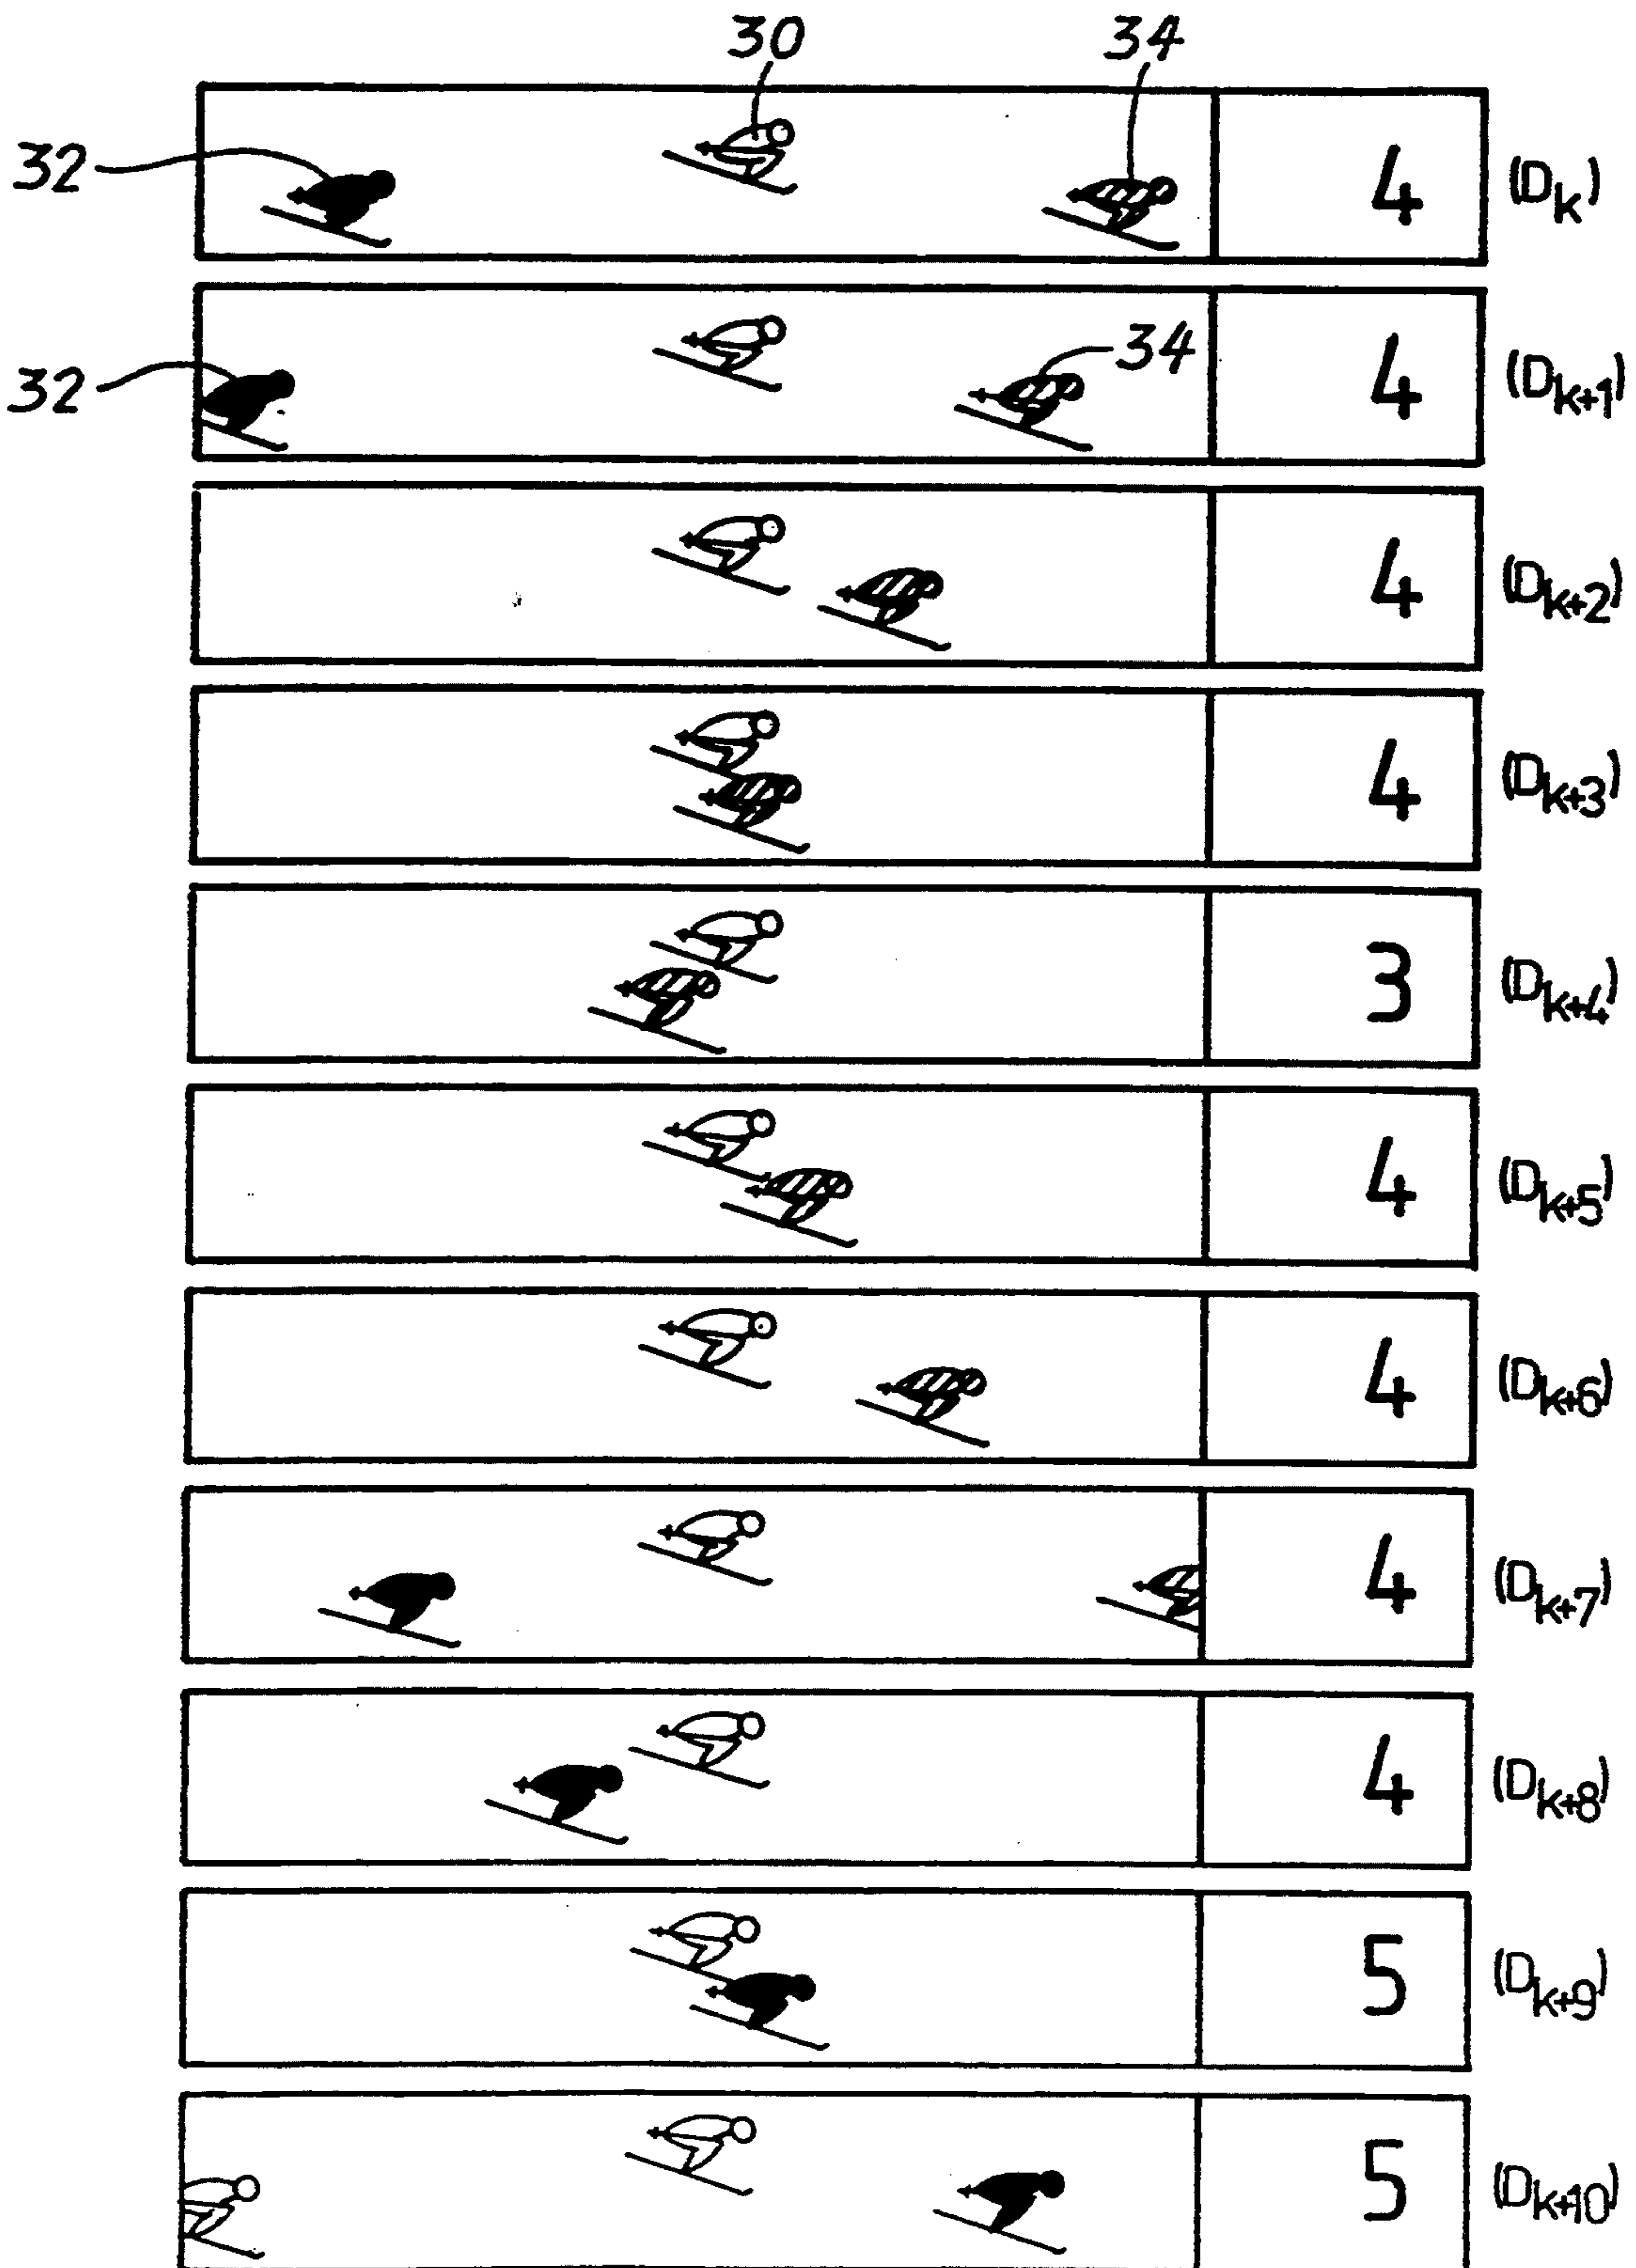 30 34
32 4 (Dk)
32 34 4 (Dk+1)
4 (Dk+2)
4 (Dk+3)
3 (Dk+4)
4 (Dk+5)
4 (Dk+6)
4 (Dk+7)
4 (Dk+8)
5 (Dk+9)
5 (Dk+10)